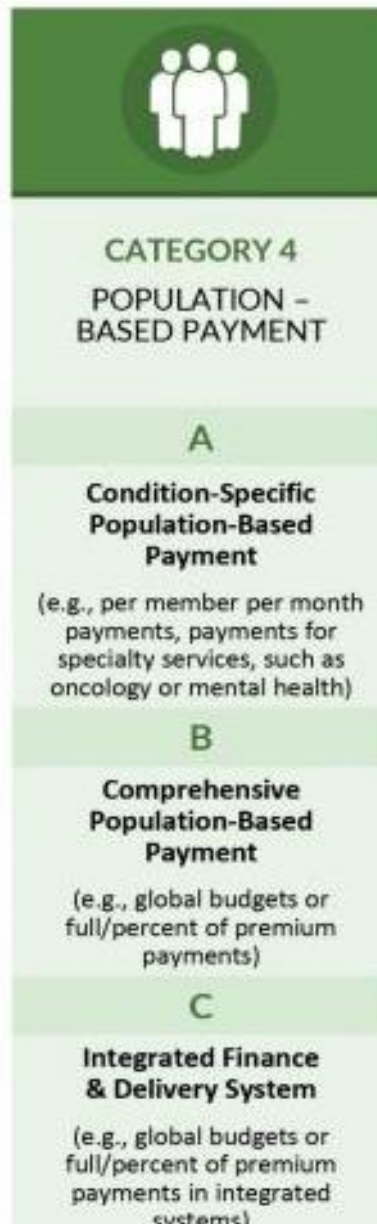 CATEGORY 4
POPULATION –
BASED PAYMENT
A
Condition-Specific
Population-Based
Payment
(e.g., per member per month
payments, payments for
specialty services, such as
oncology or mental health)
B
Comprehensive
Population-Based
Payment
(e.g., global budgets or
full/percent of premium
payments)
C
Integrated Finance
& Delivery System
(e.g., global budgets or
full/percent of premium
payments in integrated
systems)